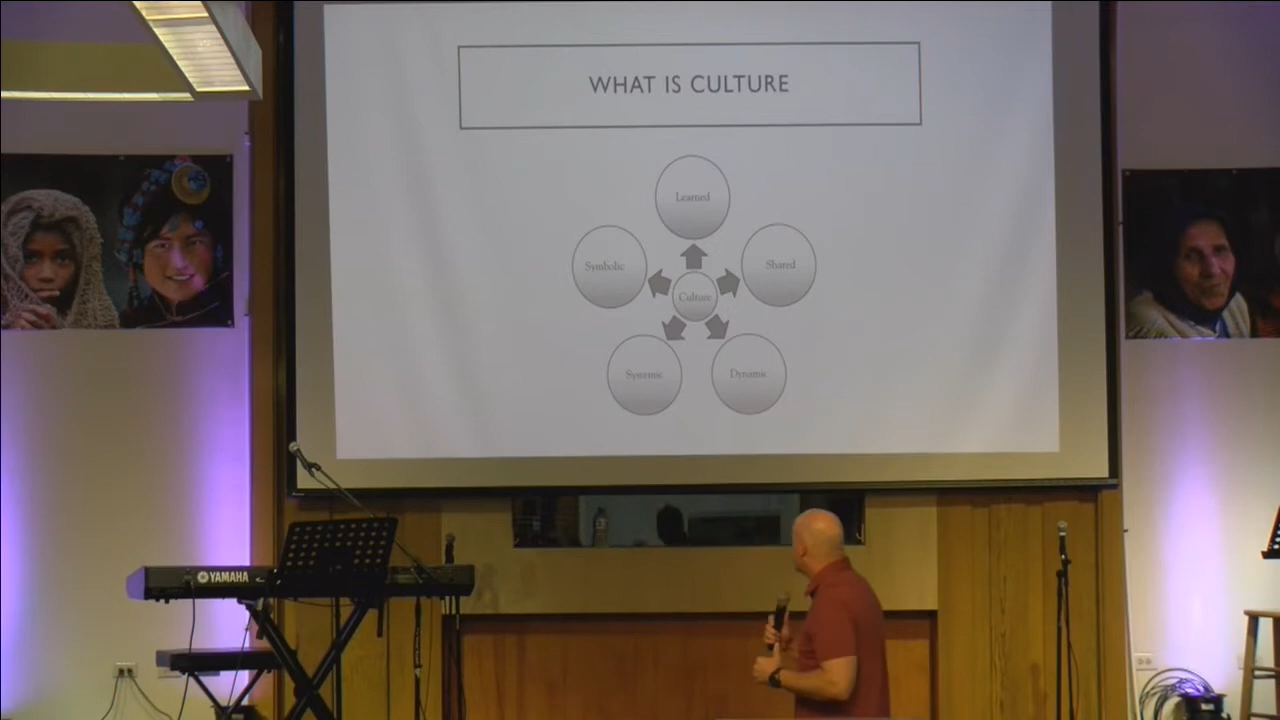 WHAT IS CULTURE
Learned
Symbolic
Shared
Culture
Systemic
Dynamic
YAMAHA